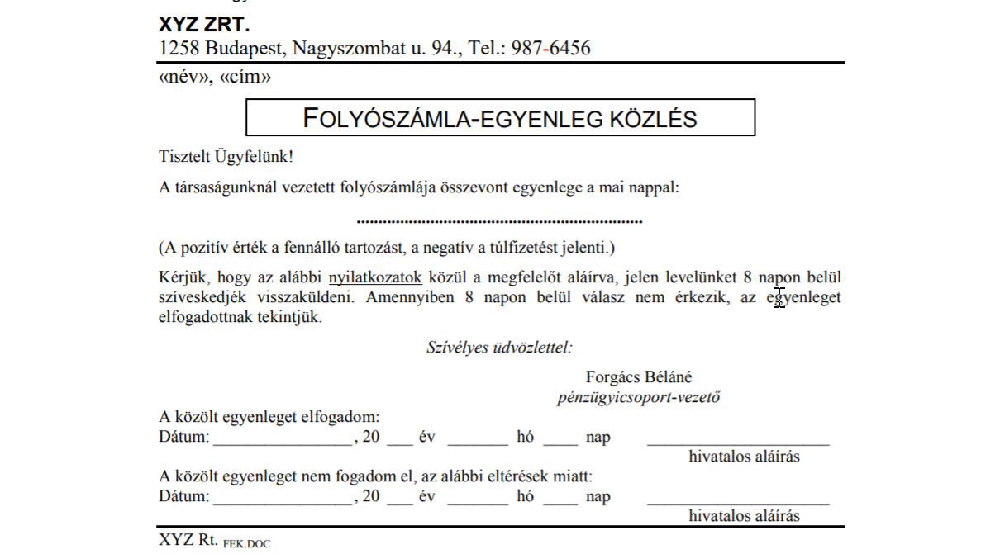 XYZ ZRT.
1258 Budapest, Nagyszombat u. 94., Tel.: 987-6456
«név», «cím»
FOLYÓSZÁMLA-EGYENLEG KÖZLÉS
Tisztelt Ügyfelünk!
A társaságunknál vezetett folyószámlája összevont egyenlege a mai nappal:
..................................................................
(A pozitív érték a fennálló tartozást, a negatív a túlfizetést jelenti.)
Kérjük, hogy az alábbi nyilatkozatok közül a megfelelőt aláírva, jelen levelünket 8 napon belül
szíveskedjék visszaküldeni. Amennyiben 8 napon belül válasz nem érkezik, az egyenleget
elfogadottnak tekintjük.
Szívélyes üdvözlettel:
Forgács Béláné
pénzügyicsoport-vezető
A közölt egyenleget elfogadom:
Dátum: ________________, 20 ___ év _______ hó ____ nap _____________________
hivatalos aláírás
A közölt egyenleget nem fogadom el, az alábbi eltérések miatt:
Dátum: ________________, 20 ___ év _______ hó ____ nap _____________________
hivatalos aláírás
XYZ Rt. FEK.DOC